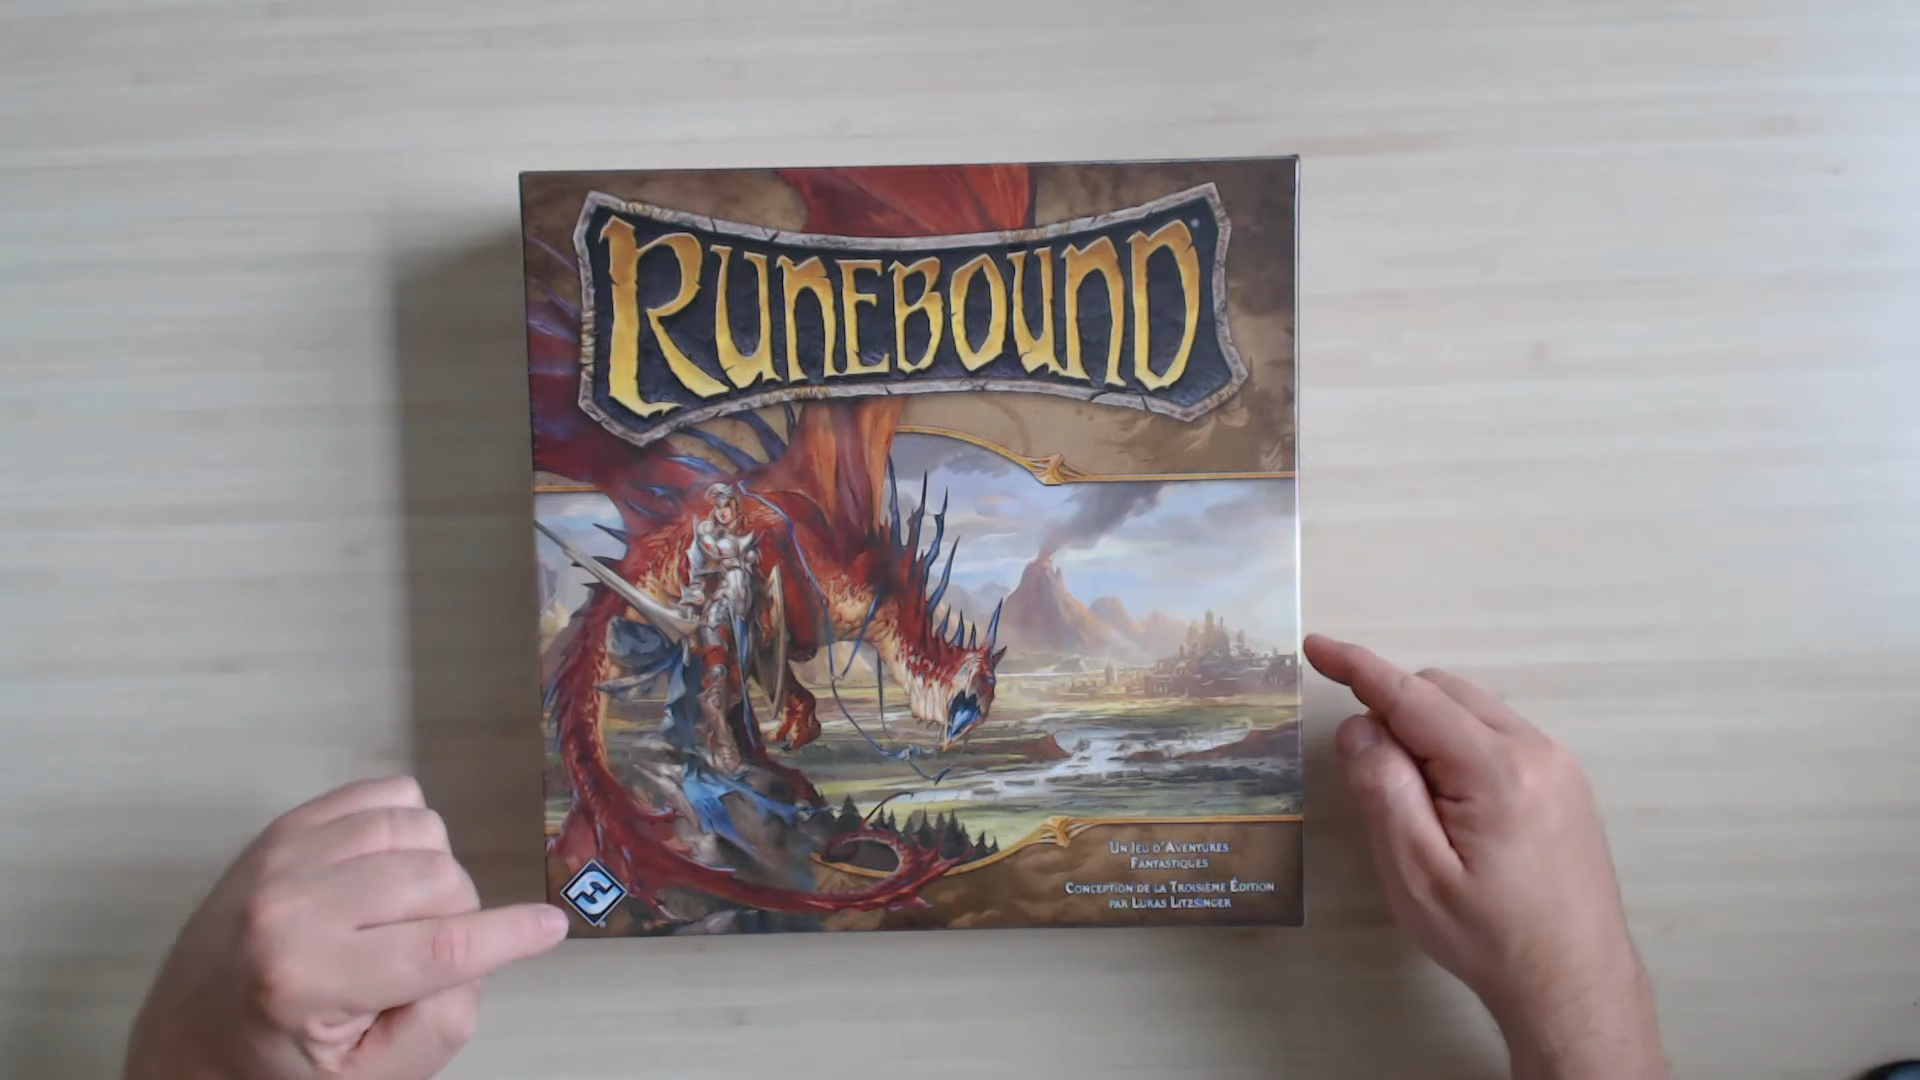 RUNEBOUND
UN JEU D'AVENTURES
FANTASTIQUES
CONCEPTION DE LA TROISIÈME ÉDITION
PAR LUKAS LITZSINGER